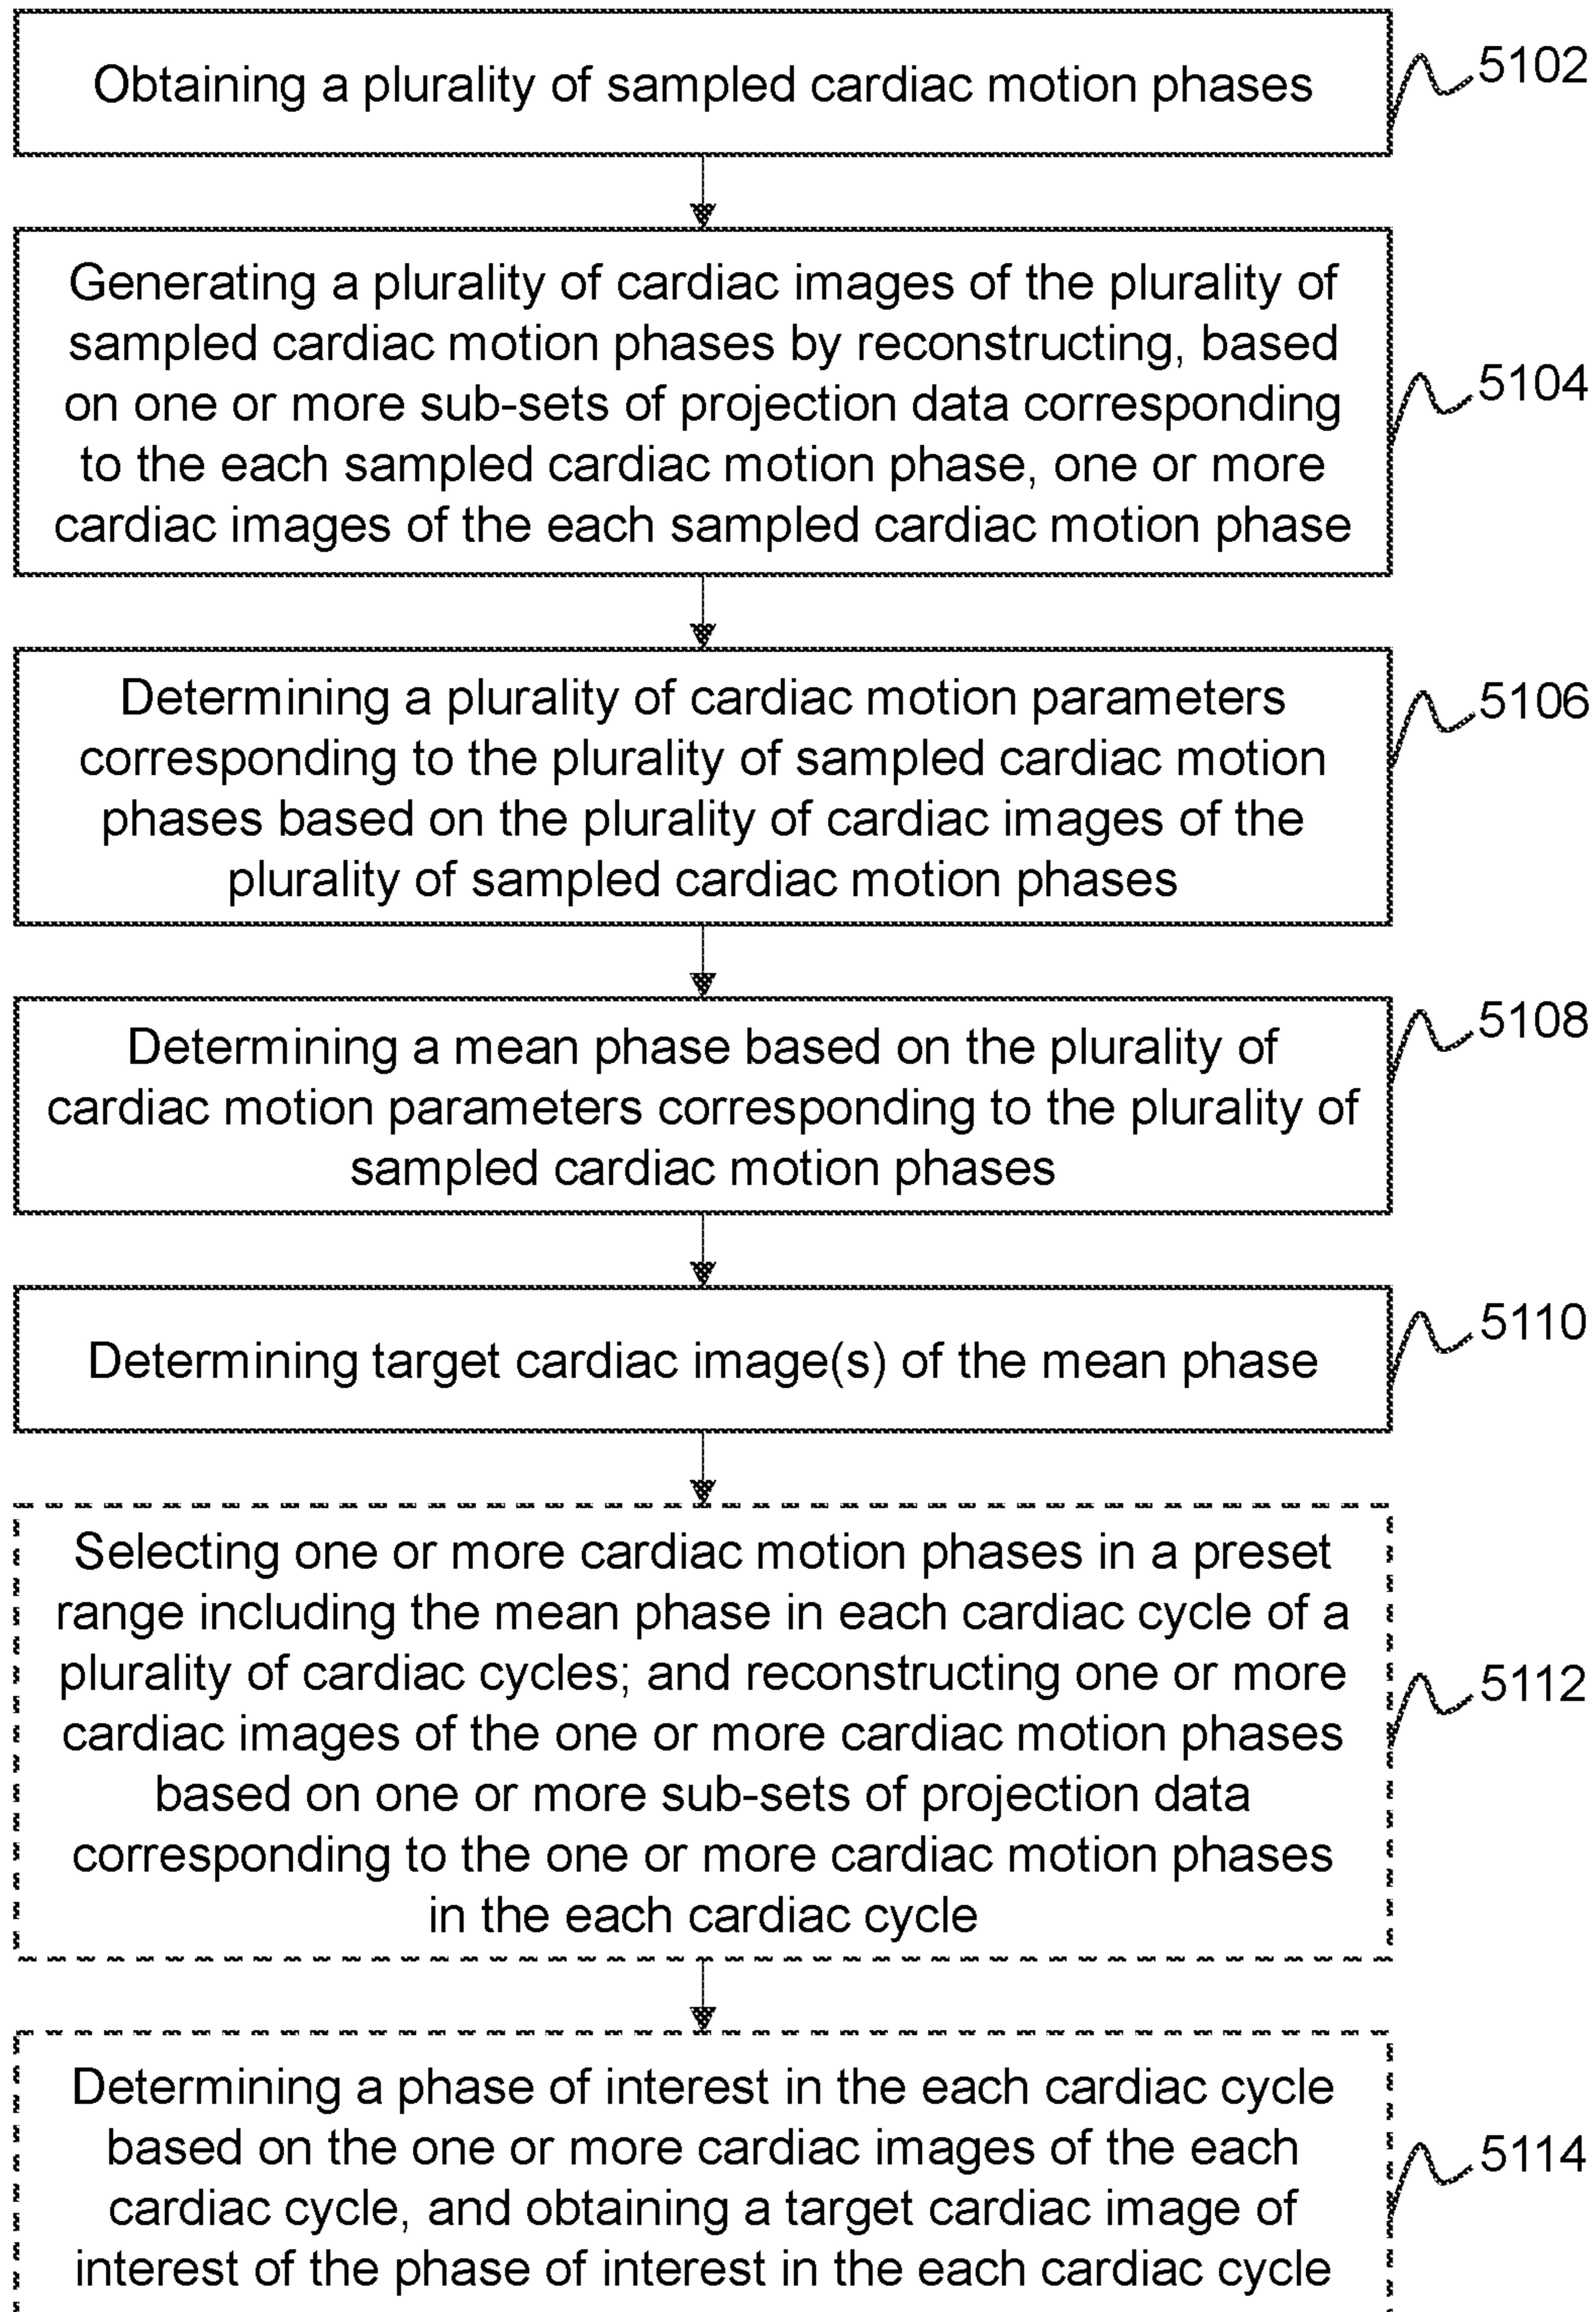 Obtaining a plurality of sampled cardiac motion phases
5102
Generating a plurality of cardiac images of the plurality of
sampled cardiac motion phases by reconstructing, based
on one or more sub-sets of projection data corresponding
to the each sampled cardiac motion phase, one or more
cardiac images of the each sampled cardiac motion phase
5104
Determining a plurality of cardiac motion parameters
corresponding to the plurality of sampled cardiac motion
phases based on the plurality of cardiac images of the
plurality of sampled cardiac motion phases
5106
Determining a mean phase based on the plurality of
cardiac motion parameters corresponding to the plurality of
sampled cardiac motion phases
5108
Determining target cardiac image(s) of the mean phase
5110
Selecting one or more cardiac motion phases in a preset
range including the mean phase in each cardiac cycle of a
plurality of cardiac cycles; and reconstructing one or more
cardiac images of the one or more cardiac motion phases
based on one or more sub-sets of projection data
corresponding to the one or more cardiac motion phases
in the each cardiac cycle
5112
Determining a phase of interest in the each cardiac cycle
based on the one or more cardiac images of the each
cardiac cycle, and obtaining a target cardiac image of
interest of the phase of interest in the each cardiac cycle
5114